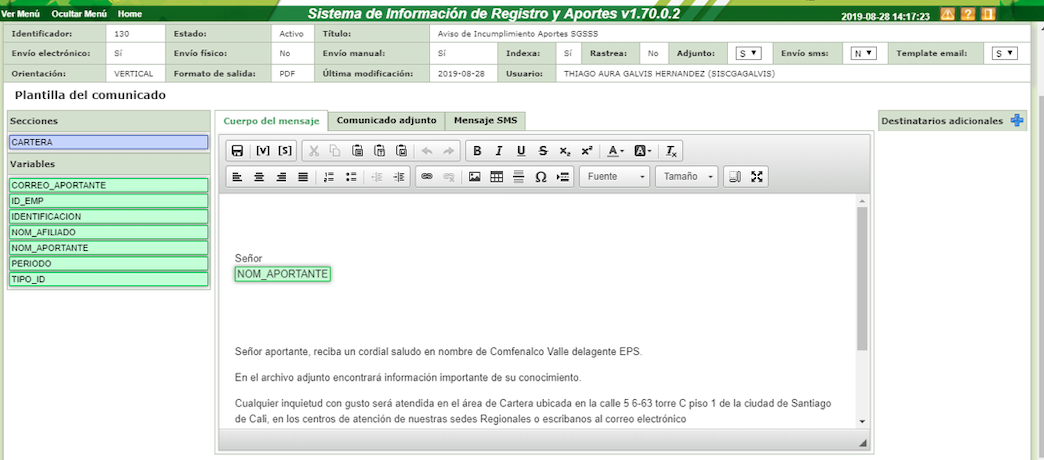 Ver Menú Ocultar Menú Home Sistema de Información de Registro y Aportes v1.70.0.2 2019-08-28 14:17:23
Identificador: 130 Estado: Activo Título: Aviso de Incumplimiento Aportes SGSSS
Envío electrónico: Sí Envío físico: No Envío manual: Sí Indexa: Sí Rastrea: No Adjunto: S Envío sms: N Template email: S
Orientación: VERTICAL Formato de salida: PDF Última modificación: 2019-08-28 Usuario: THIAGO AURA GALVIS HERNANDEZ (SISCGAGALVIS)
Plantilla del comunicado
Secciones
CARTERA
Variables
CORREO_APORTANTE
ID_EMP
IDENTIFICACION
NOM_AFILIADO
NOM_APORTANTE
PERIODO
TIPO_ID
Cuerpo del mensaje Comunicado adjunto Mensaje SMS
[V] [S] B I U S x₂ x² A A Tx
Ω Fuente Tamaño
Señor
NOM_APORTANTE
Señor aportante, reciba un cordial saludo en nombre de Comfenalco Valle delagente EPS.
En el archivo adjunto encontrará información importante de su conocimiento.
Cualquier inquietud con gusto será atendida en el área de Cartera ubicada en la calle 5 6-63 torre C piso 1 de la ciudad de Santiago
de Cali, en los centros de atención de nuestras sedes Regionales o escribanos al correo electrónico
Destinatarios adicionales